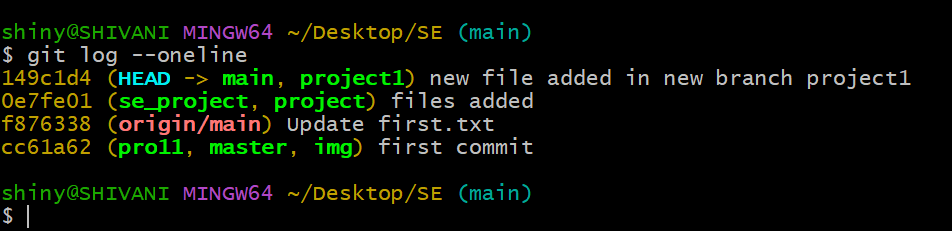 shiny@SHIVANI MINGW64 ~/Desktop/SE (main)
$ git log --oneline
149c1d4 (HEAD -> main, project1) new file added in new branch project1
0e7fe01 (se_project, project) files added
f876338 (origin/main) Update first.txt
cc61a62 (pro11, master, img) first commit
shiny@SHIVANI MINGW64 ~/Desktop/SE (main)
$